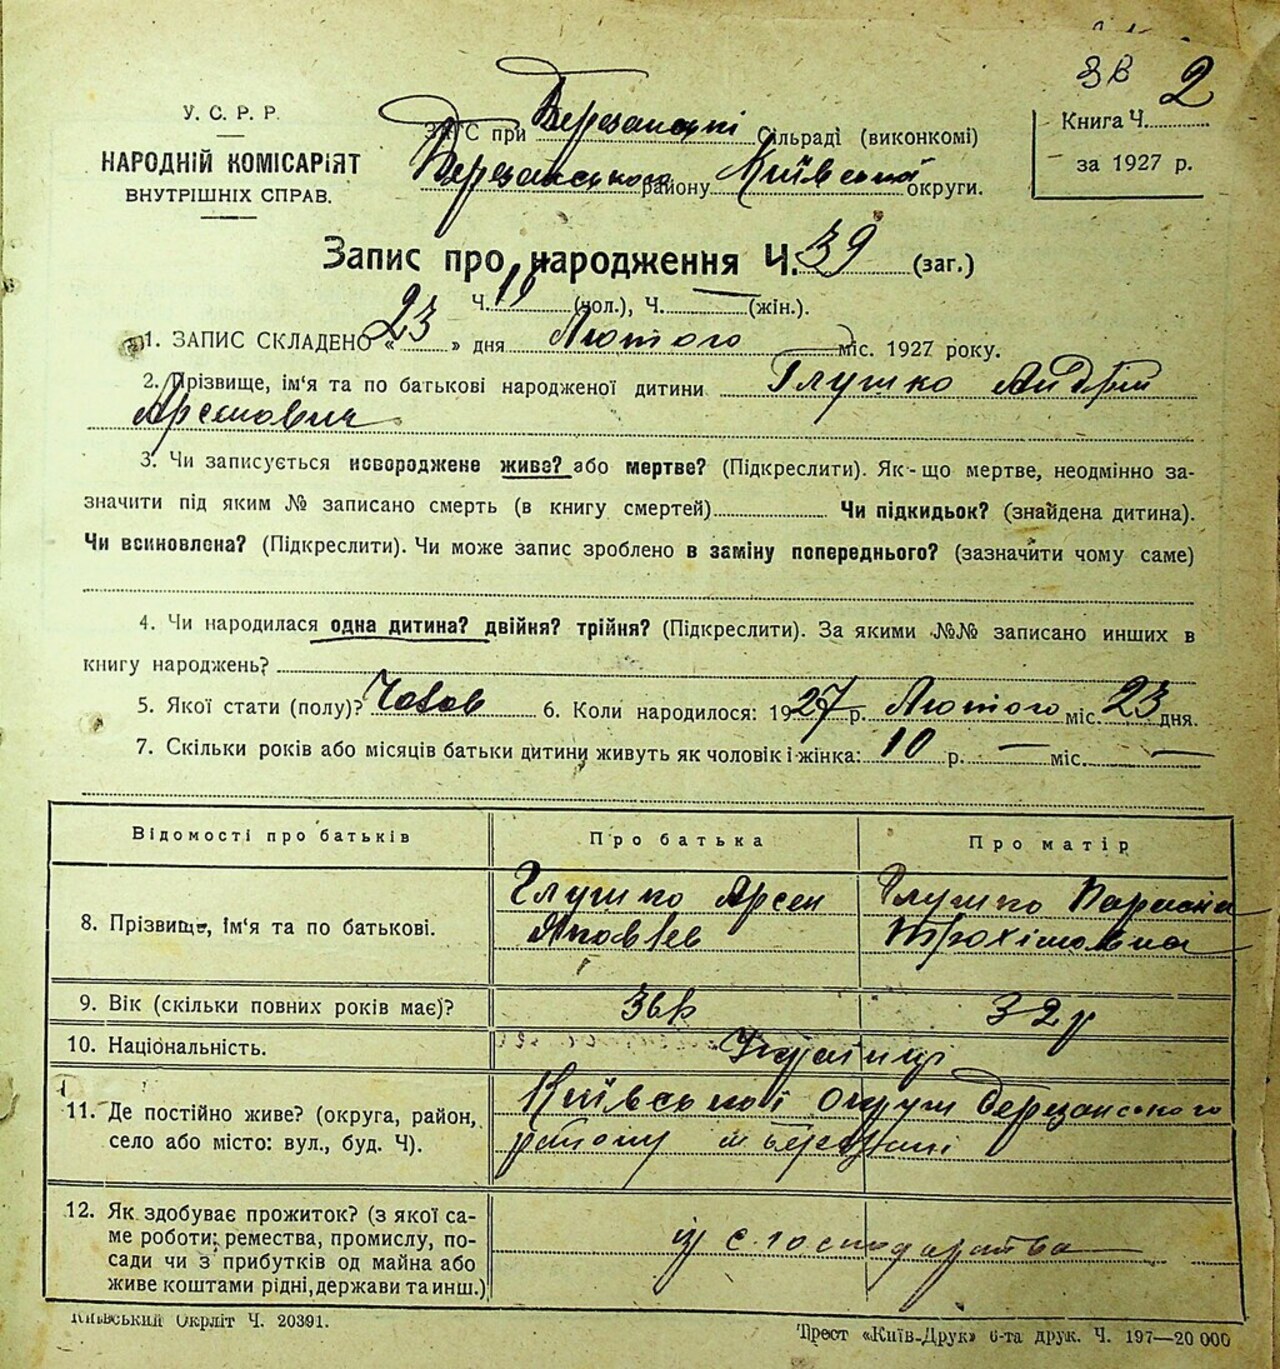 ЗВ 2
У. С. Р. Р.
НАРОДНІЙ КОМІСАРІЯТ
ВНУТРІШНІХ СПРАВ.
ЗАГС при Березанські Сільраді (виконкомі)
Березанського району Київської округи.
Книга Ч.
за 1927 р.
Запис про народження Ч. 39 (заг.)
Ч. 19 (чол.), Ч. — (жін.).
1. ЗАПИС СКЛАДЕНО « 23 » дня Лютого міс. 1927 року.
2. Прізвище, ім‘я та по батькові народженої дитини Глушко Андрій
Арсенович
3. Чи записується новороджене живе? або мертве? (Підкреслити). Як-що мертве, неодмінно за-
значити під яким № записано смерть (в книгу смертей) Чи підкидьок? (знайдена дитина).
Чи всиновлена? (Підкреслити). Чи може запис зроблено в заміну попереднього? (зазначити чому саме)
4. Чи народилася одна дитина? двійня? трійня? (Підкреслити). За якими №№ записано инших в
книгу народжень?
5. Якої стати (полу)? Чолов 6. Коли народилося: 1927 р. Лютого міс. 23 дня.
7. Скільки років або місяців батьки дитини живуть як чоловік і жінка: 10 р. — міс. —
Відомості про батьків Про батька Про матір
8. Прізвище, ім‘я та по батькові. Глушко Арсен Глушко
Яковлев Трохімовна
9. Вік (скільки повних років має)? 36 р 32 р
10. Національність. Українці
11. Де постійно живе? (округа, район, Київської округи Березанського
село або місто: вул., буд. Ч). району м Березані
12. Як здобуває прожиток? (з якої са-
ме роботи; ремества, промислу, по- із с. господарства
сади чи з прибутків од майна або
живе коштами рідні, держави та инш.)
Київський Окрліт Ч. 20391.
Трест «Київ-Друк» 6-та друк. Ч. 197—20 000